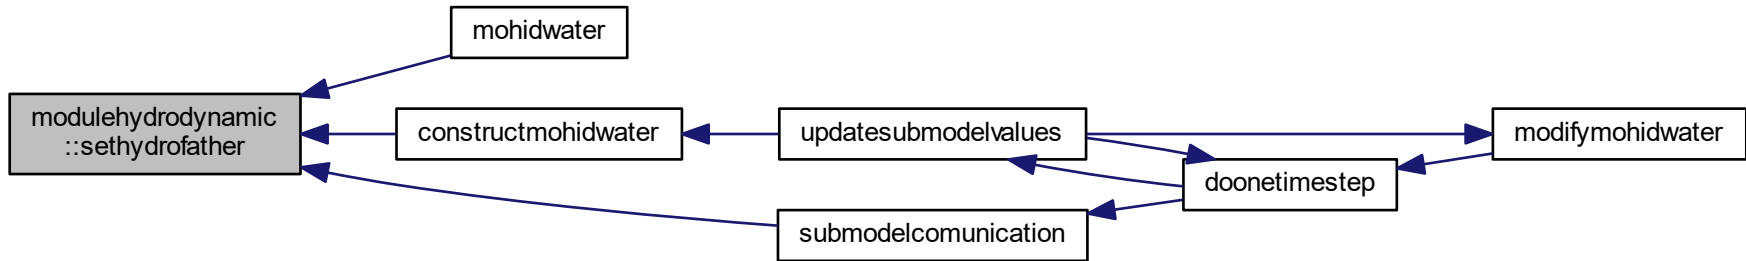 mohidwater
modulehydrodynamic
::sethydrofather
constructmohidwater
updatesubmodelvalues
modifymohidwater
doonetimestep
submodelcomunication